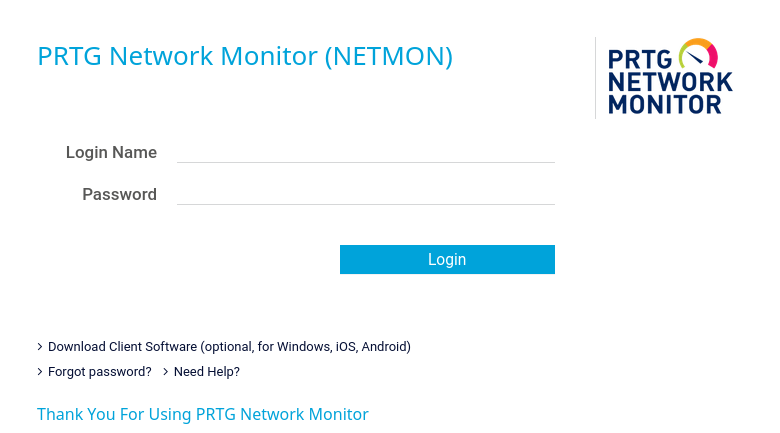 PRTG Network Monitor (NETMON)
PRTG
NETWORK
MONITOR
Login Name
Password
Login
Download Client Software (optional, for Windows, iOS, Android)
Forgot password? Need Help?
Thank You For Using PRTG Network Monitor